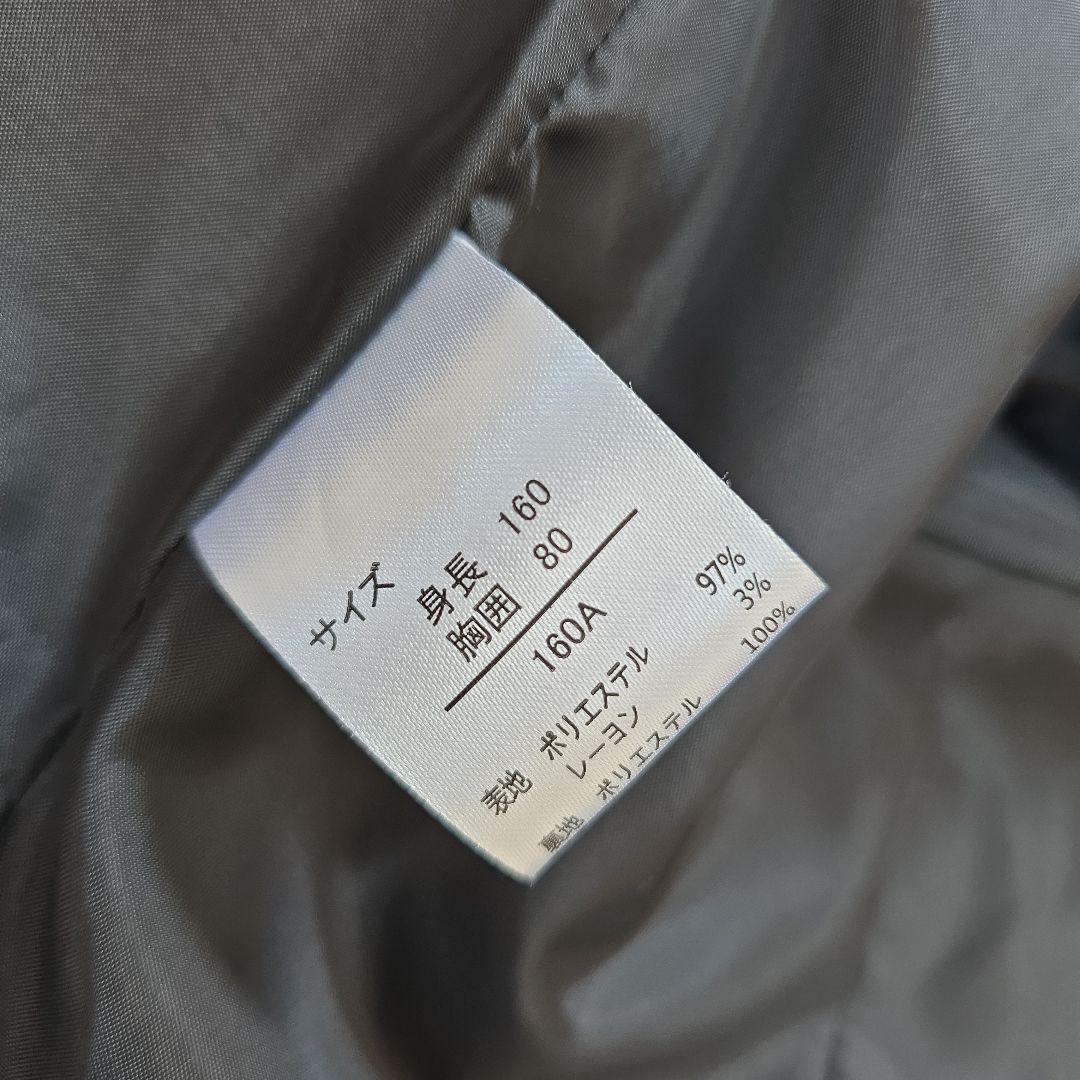 サイズ
身長 160
胸囲 80
160A
表地 ポリエステル 97%
レーヨン 3%
裏地 ポリエステル 100%